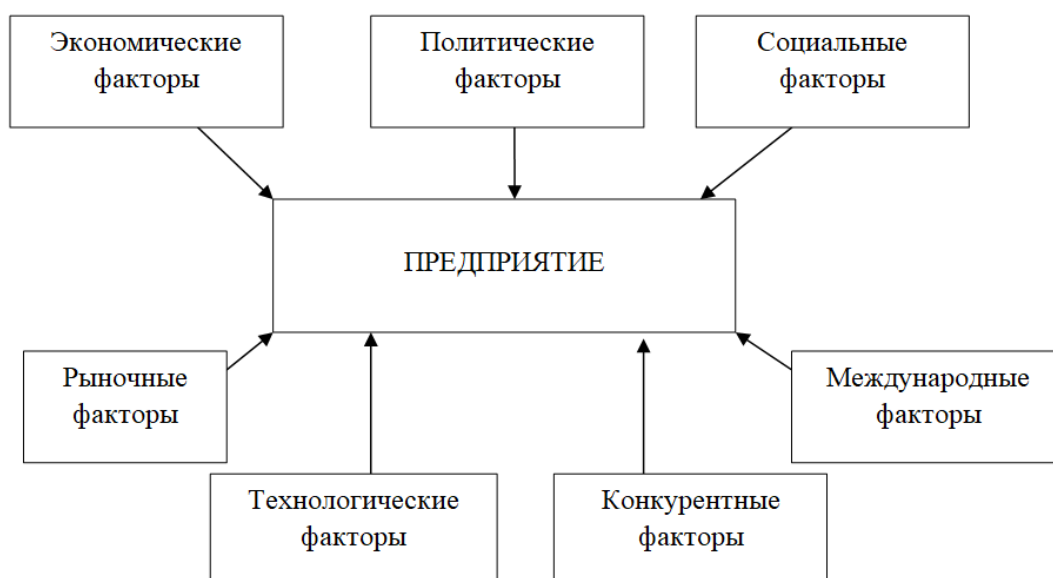 Экономические
факторы
Политические
факторы
Социальные
факторы
ПРЕДПРИЯТИЕ
Рыночные
факторы
Международные
факторы
Технологические
факторы
Конкурентные
факторы